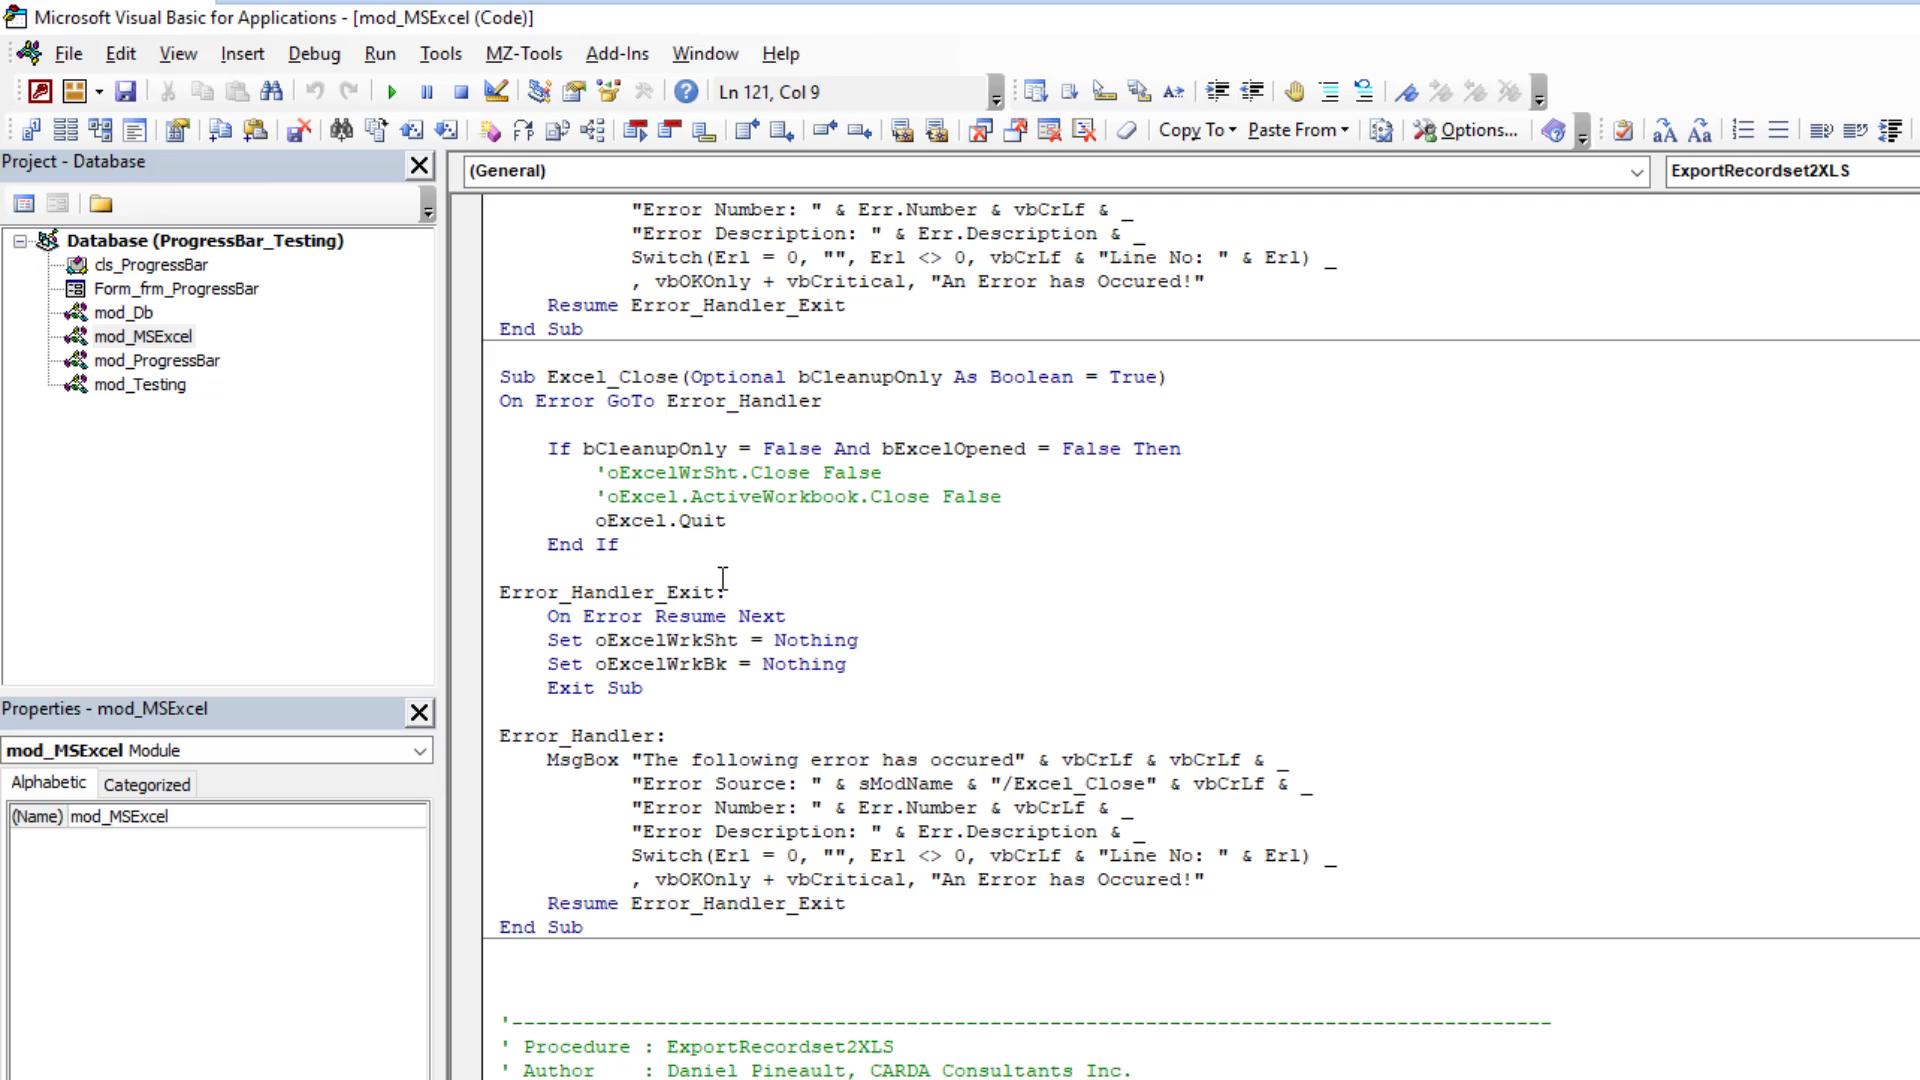 Microsoft Visual Basic for Applications - [mod_MSExcel (Code)]
File Edit View Insert Debug Run Tools MZ-Tools Add-Ins Window Help
Ln 121, Col 9
Copy To Paste From Options...
Project - Database
(General)
ExportRecordset2XLS
Database (ProgressBar_Testing)
cls_ProgressBar
Form_frm_ProgressBar
mod_Db
mod_MSExcel
mod_ProgressBar
mod_Testing
Properties - mod_MSExcel
mod_MSExcel Module
Alphabetic Categorized
(Name) mod_MSExcel
"Error Number: " & Err.Number & vbCrLf & _
"Error Description: " & Err.Description & _
Switch(Erl = 0, "", Erl <> 0, vbCrLf & "Line No: " & Erl) _
, vbOKOnly + vbCritical, "An Error has Occured!"
Resume Error_Handler_Exit
End Sub
Sub Excel_Close(Optional bCleanupOnly As Boolean = True)
On Error GoTo Error_Handler
If bCleanupOnly = False And bExcelOpened = False Then
'oExcelWrSht.Close False
'oExcel.ActiveWorkbook.Close False
oExcel.Quit
End If
Error_Handler_Exit:
On Error Resume Next
Set oExcelWrkSht = Nothing
Set oExcelWrkBk = Nothing
Exit Sub
Error_Handler:
MsgBox "The following error has occured" & vbCrLf & vbCrLf & _
"Error Source: " & sModName & "/Excel_Close" & vbCrLf & _
"Error Number: " & Err.Number & vbCrLf & _
"Error Description: " & Err.Description & _
Switch(Erl = 0, "", Erl <> 0, vbCrLf & "Line No: " & Erl) _
, vbOKOnly + vbCritical, "An Error has Occured!"
Resume Error_Handler_Exit
End Sub
'---------------------------------------------------------------------------------------
' Procedure : ExportRecordset2XLS
' Author    : Daniel Pineault, CARDA Consultants Inc.